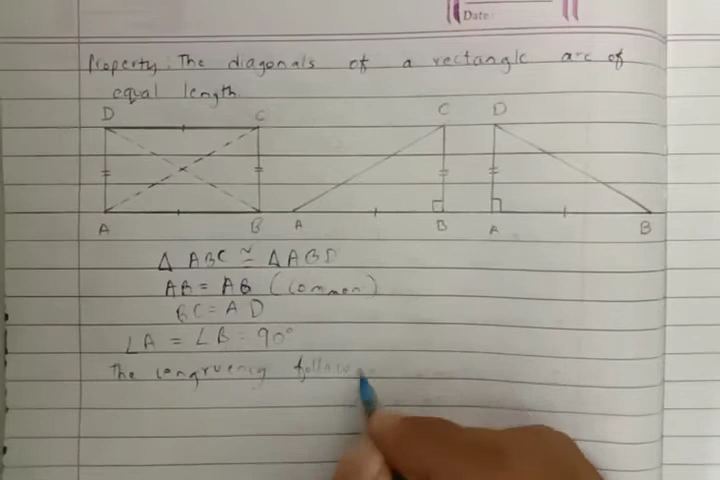 Date:
Property: The diagonals of a rectangle are of
equal length.
D C C D
A B A B A B
Δ ABC ≅ ΔABD
AB = AB (common)
BC = AD
∠A = ∠B = 90°
The congruency follow